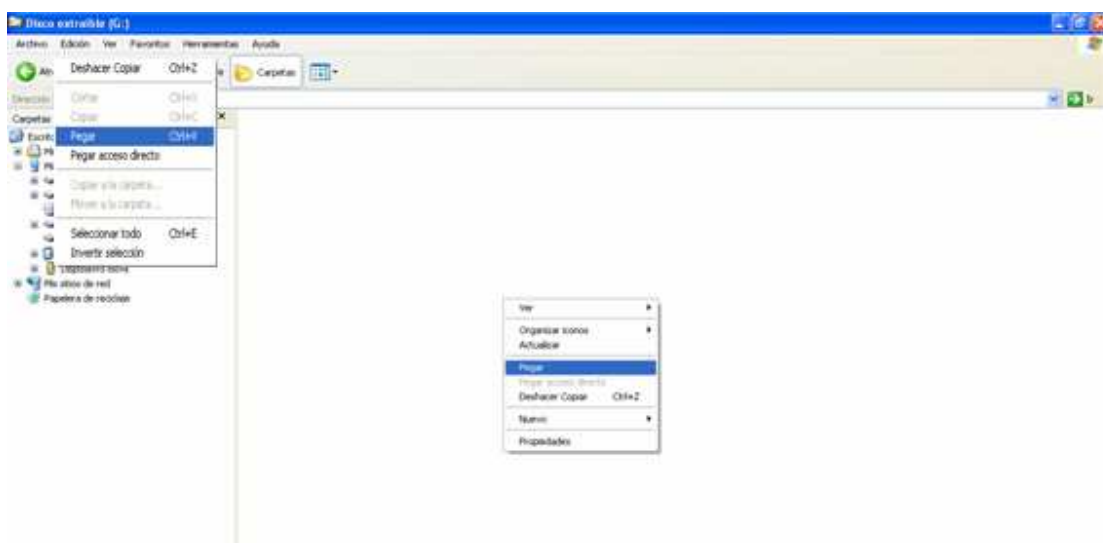 Disco extraíble (G:)
Archivo Edición Ver Favoritos Herramientas Ayuda
Deshacer Copiar Ctrl+Z
Carpetas
Dirección
Cortar
Carpetas
Copiar Ctrl+C
Pegar
Pegar acceso directo
Copiar a la carpeta...
Mover a la carpeta...
Seleccionar todo Ctrl+E
Invertir selección
Mis sitios de red
Papelera de reciclaje
Ver
Organizar iconos
Actualizar
Pegar
Pegar acceso directo
Deshacer Copiar Ctrl+Z
Nuevo
Propiedades